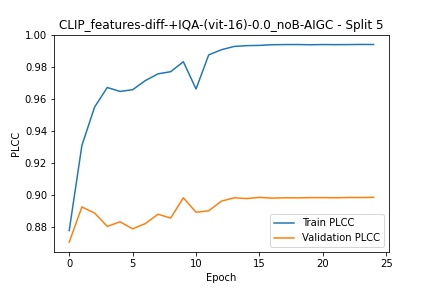 CLIP_features-diff-+IQA-(vit-16)-0.0_noB-AIGC - Split 5
1.00
0.98
0.96
0.94
0.92
0.90
0.88
PLCC
Train PLCC
Validation PLCC
0 5 10 15 20 25
Epoch